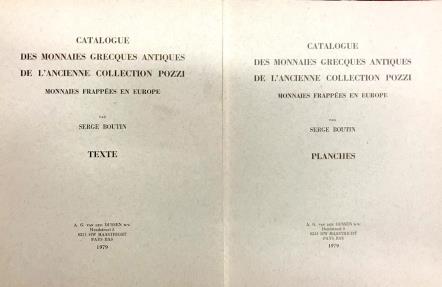 CATALOGUE
DES MONNAIES GRECQUES ANTIQUES
DE L'ANCIENNE COLLECTION POZZI
MONNAIES FRAPPÉES EN EUROPE
PAR
SERGE BOUTIN
TEXTE
A. G. van der DUSSEN n.v.
MAASTRICHT
PAYS BAS
1979
CATALOGUE
DES MONNAIES GRECQUES ANTIQUES
DE L'ANCIENNE COLLECTION POZZI
MONNAIES FRAPPÉES EN EUROPE
PAR
SERGE BOUTIN
PLANCHES
A. G. van der DUSSEN n.v.
MAASTRICHT
PAYS BAS
1979